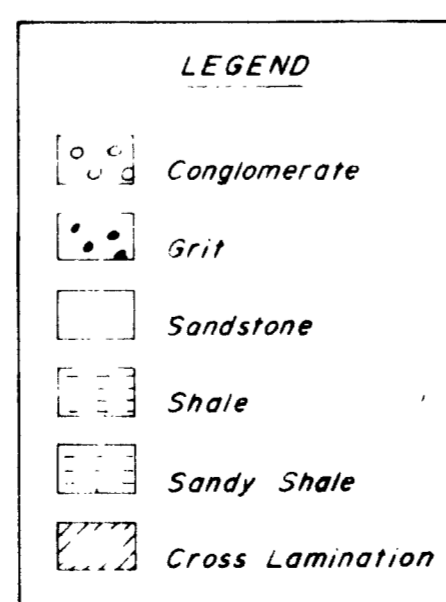 LEGEND
Conglomerate
Grit
Sandstone
Shale
Sandy Shale
Cross Lamination